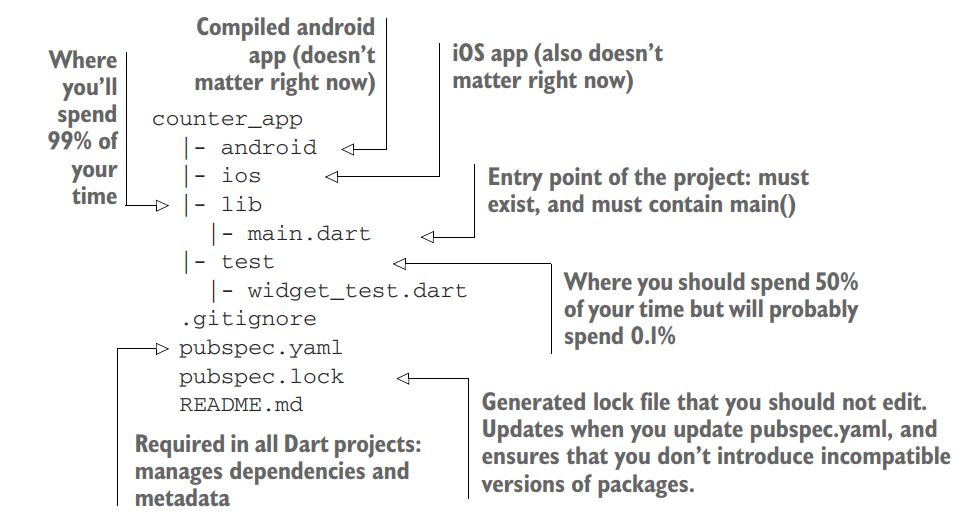 Compiled android
app (doesn't
matter right now)
iOS app (also doesn't
matter right now)
Where
you'll
spend
99% of
your
time
counter_app
|- android
|- ios
|- lib
|- main.dart
|- test
|- widget_test.dart
.gitignore
pubspec.yaml
pubspec.lock
README.md
Entry point of the project: must
exist, and must contain main()
Where you should spend 50%
of your time but will probably
spend 0.1%
Generated lock file that you should not edit.
Updates when you update pubspec.yaml, and
ensures that you don't introduce incompatible
versions of packages.
Required in all Dart projects:
manages dependencies and
metadata